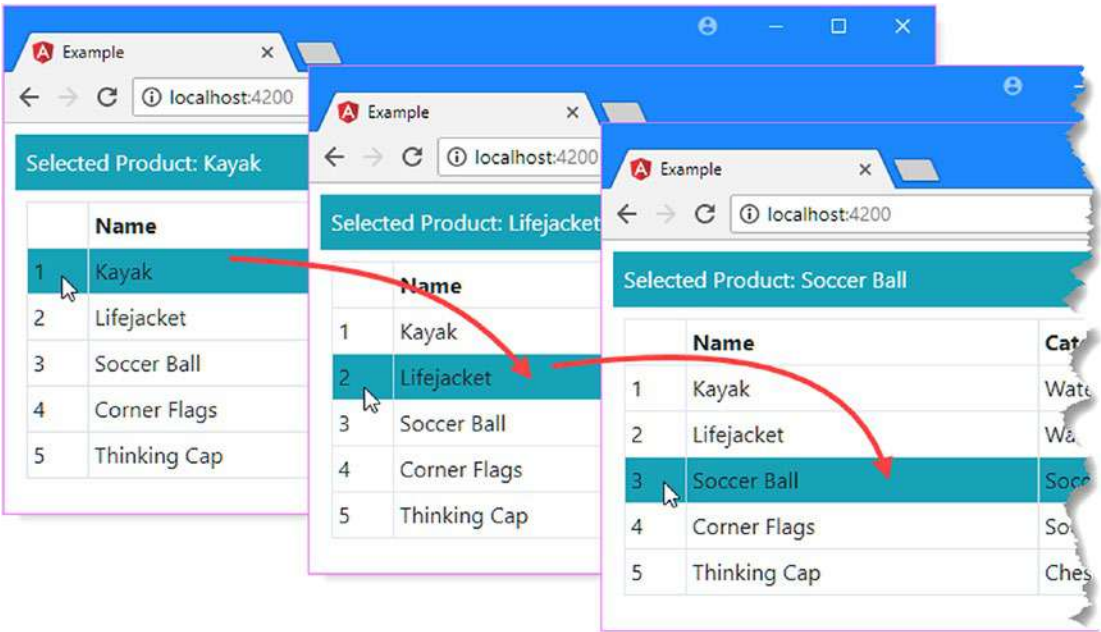 Example
localhost:4200
Selected Product: Kayak
Name
1 Kayak
2 Lifejacket
3 Soccer Ball
4 Corner Flags
5 Thinking Cap
Example
localhost:4200
Selected Product: Lifejacket
Name
1 Kayak
2 Lifejacket
3 Soccer Ball
4 Corner Flags
5 Thinking Cap
Example
localhost:4200
Selected Product: Soccer Ball
Name
1 Kayak
2 Lifejacket
3 Soccer Ball
4 Corner Flags
5 Thinking Cap